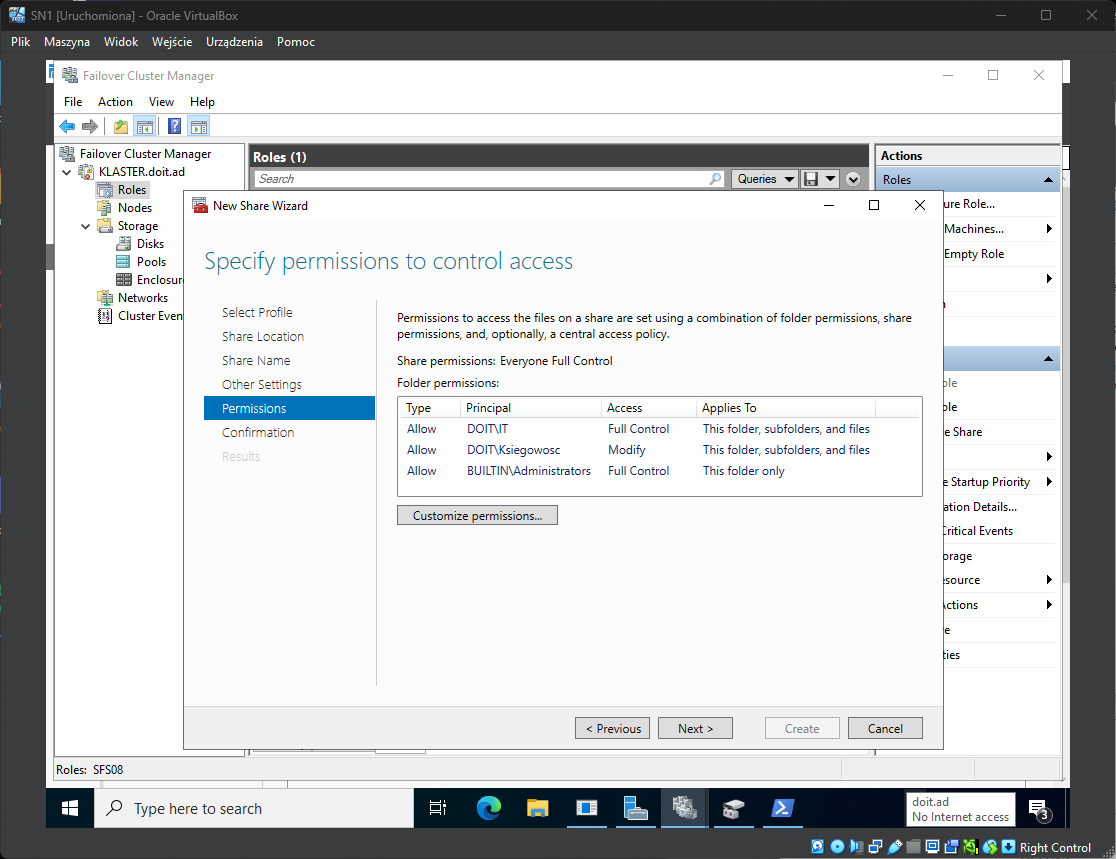 SN1 [Uruchomiona] - Oracle VirtualBox
Plik Maszyna Widok Wejście Urządzenia Pomoc
Failover Cluster Manager
File Action View Help
Failover Cluster Manager
KLASTER.doit.ad
Roles
Nodes
Storage
Disks
Pools
Enclosur
Networks
Cluster Even
Roles (1)
Search
Queries
Actions
Roles
ure Role...
Machines...
Empty Role
ole
ole
e Share
e Startup Priority
ation Details...
Critical Events
orage
esource
Actions
ve
ties
New Share Wizard
Specify permissions to control access
Select Profile
Share Location
Share Name
Other Settings
Permissions
Confirmation
Results
Permissions to access the files on a share are set using a combination of folder permissions, share
permissions, and, optionally, a central access policy.
Share permissions: Everyone Full Control
Folder permissions:
Type Principal Access Applies To
Allow DOIT\IT Full Control This folder, subfolders, and files
Allow DOIT\Ksiegowosc Modify This folder, subfolders, and files
Allow BUILTIN\Administrators Full Control This folder only
Customize permissions...
< Previous Next > Create Cancel
Roles: SFS08
Type here to search
doit.ad
No Internet access
3
Right Control